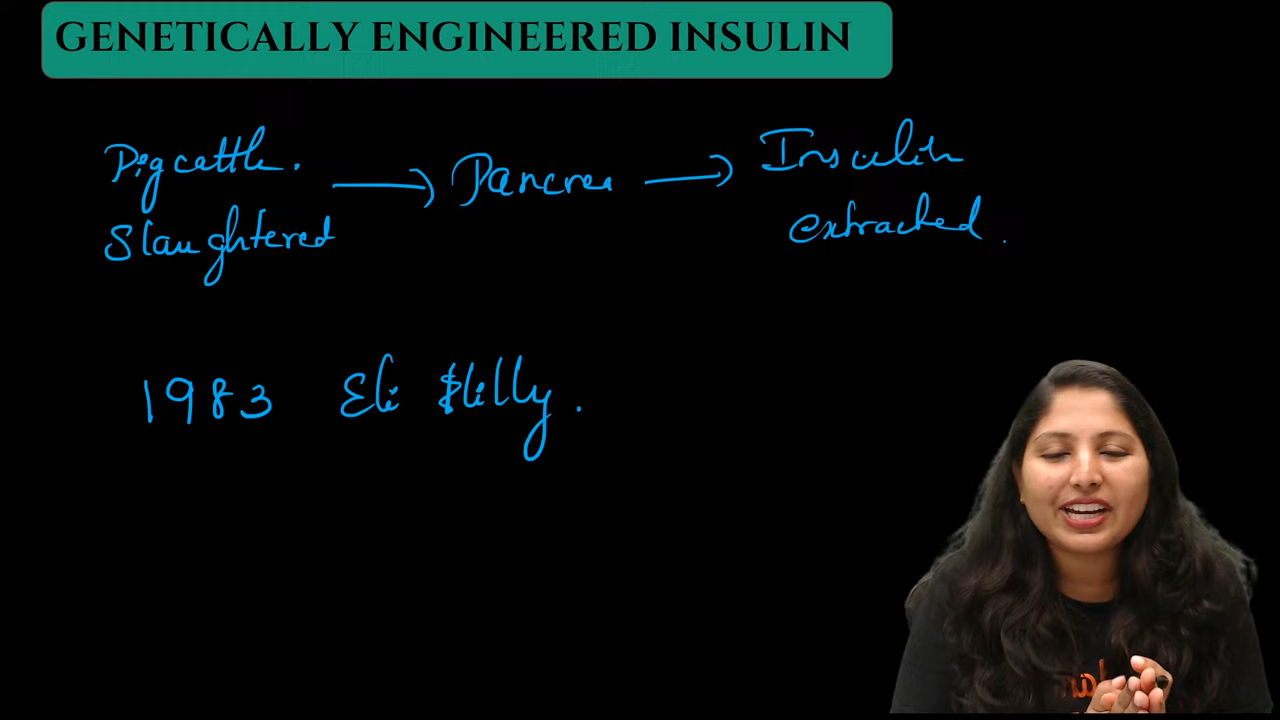 GENETICALLY ENGINEERED INSULIN
Pig cattle. → Pancrea → Insulin
Slaughtered extracted.
1983 Eli $lilly.